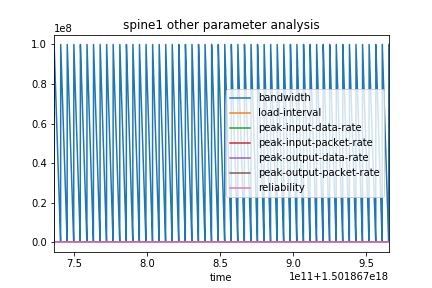 spine1 other parameter analysis
1e8
1.0
0.8
0.6
0.4
0.2
0.0
bandwidth
load-interval
peak-input-data-rate
peak-input-packet-rate
peak-output-data-rate
peak-output-packet-rate
reliability
7.5 8.0 8.5 9.0 9.5
time
1e11+1.501867e18